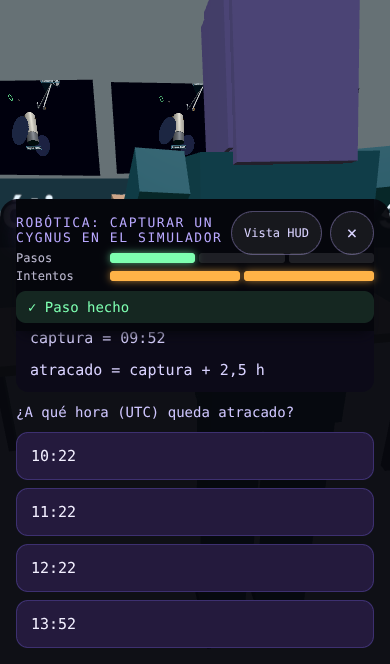 ROBÓTICA: CAPTURAR UN
CYGNUS EN EL SIMULADOR
Vista HUD
×
Pasos
Intentos
✓ Paso hecho
captura = 09:52
atracado = captura + 2,5 h
¿A qué hora (UTC) queda atracado?
10:22
11:22
12:22
13:52